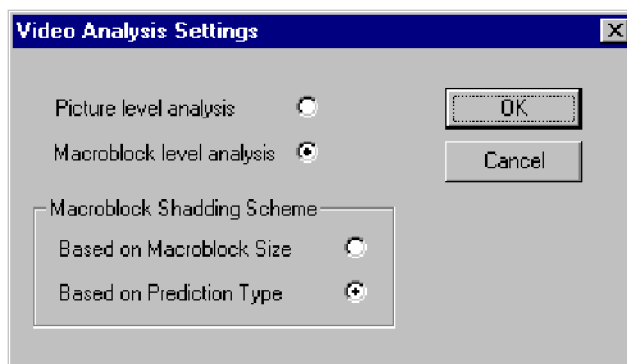 Video Analysis Settings
Picture level analysis
OK
Macroblock level analysis
Cancel
Macroblock Shadding Scheme
Based on Macroblock Size
Based on Prediction Type